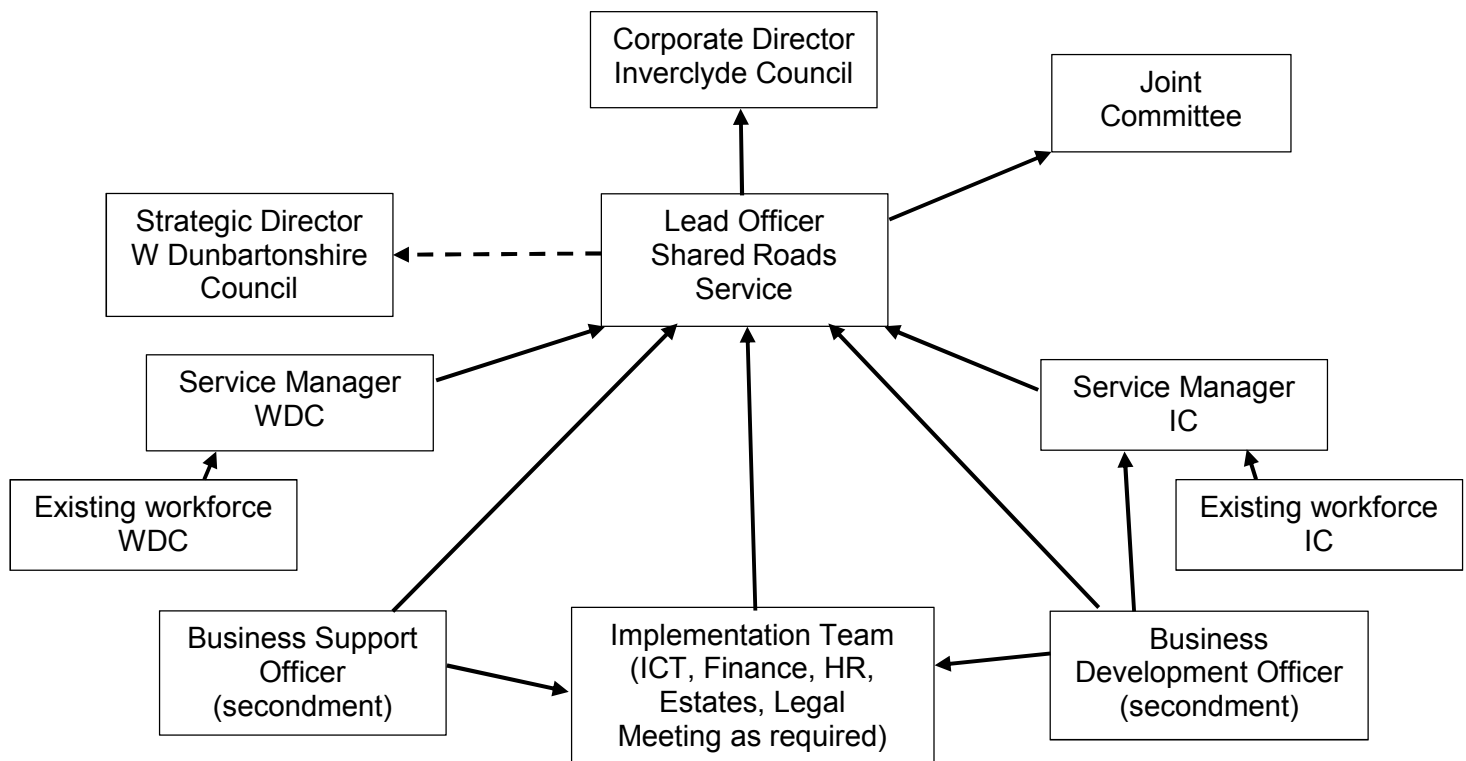 Corporate Director
Inverclyde Council
Joint
Committee
Strategic Director
W Dunbartonshire
Council
Lead Officer
Shared Roads
Service
Service Manager
WDC
Service Manager
IC
Existing workforce
WDC
Existing workforce
IC
Business Support
Officer
(secondment)
Implementation Team
(ICT, Finance, HR,
Estates, Legal
Meeting as required)
Business
Development Officer
(secondment)